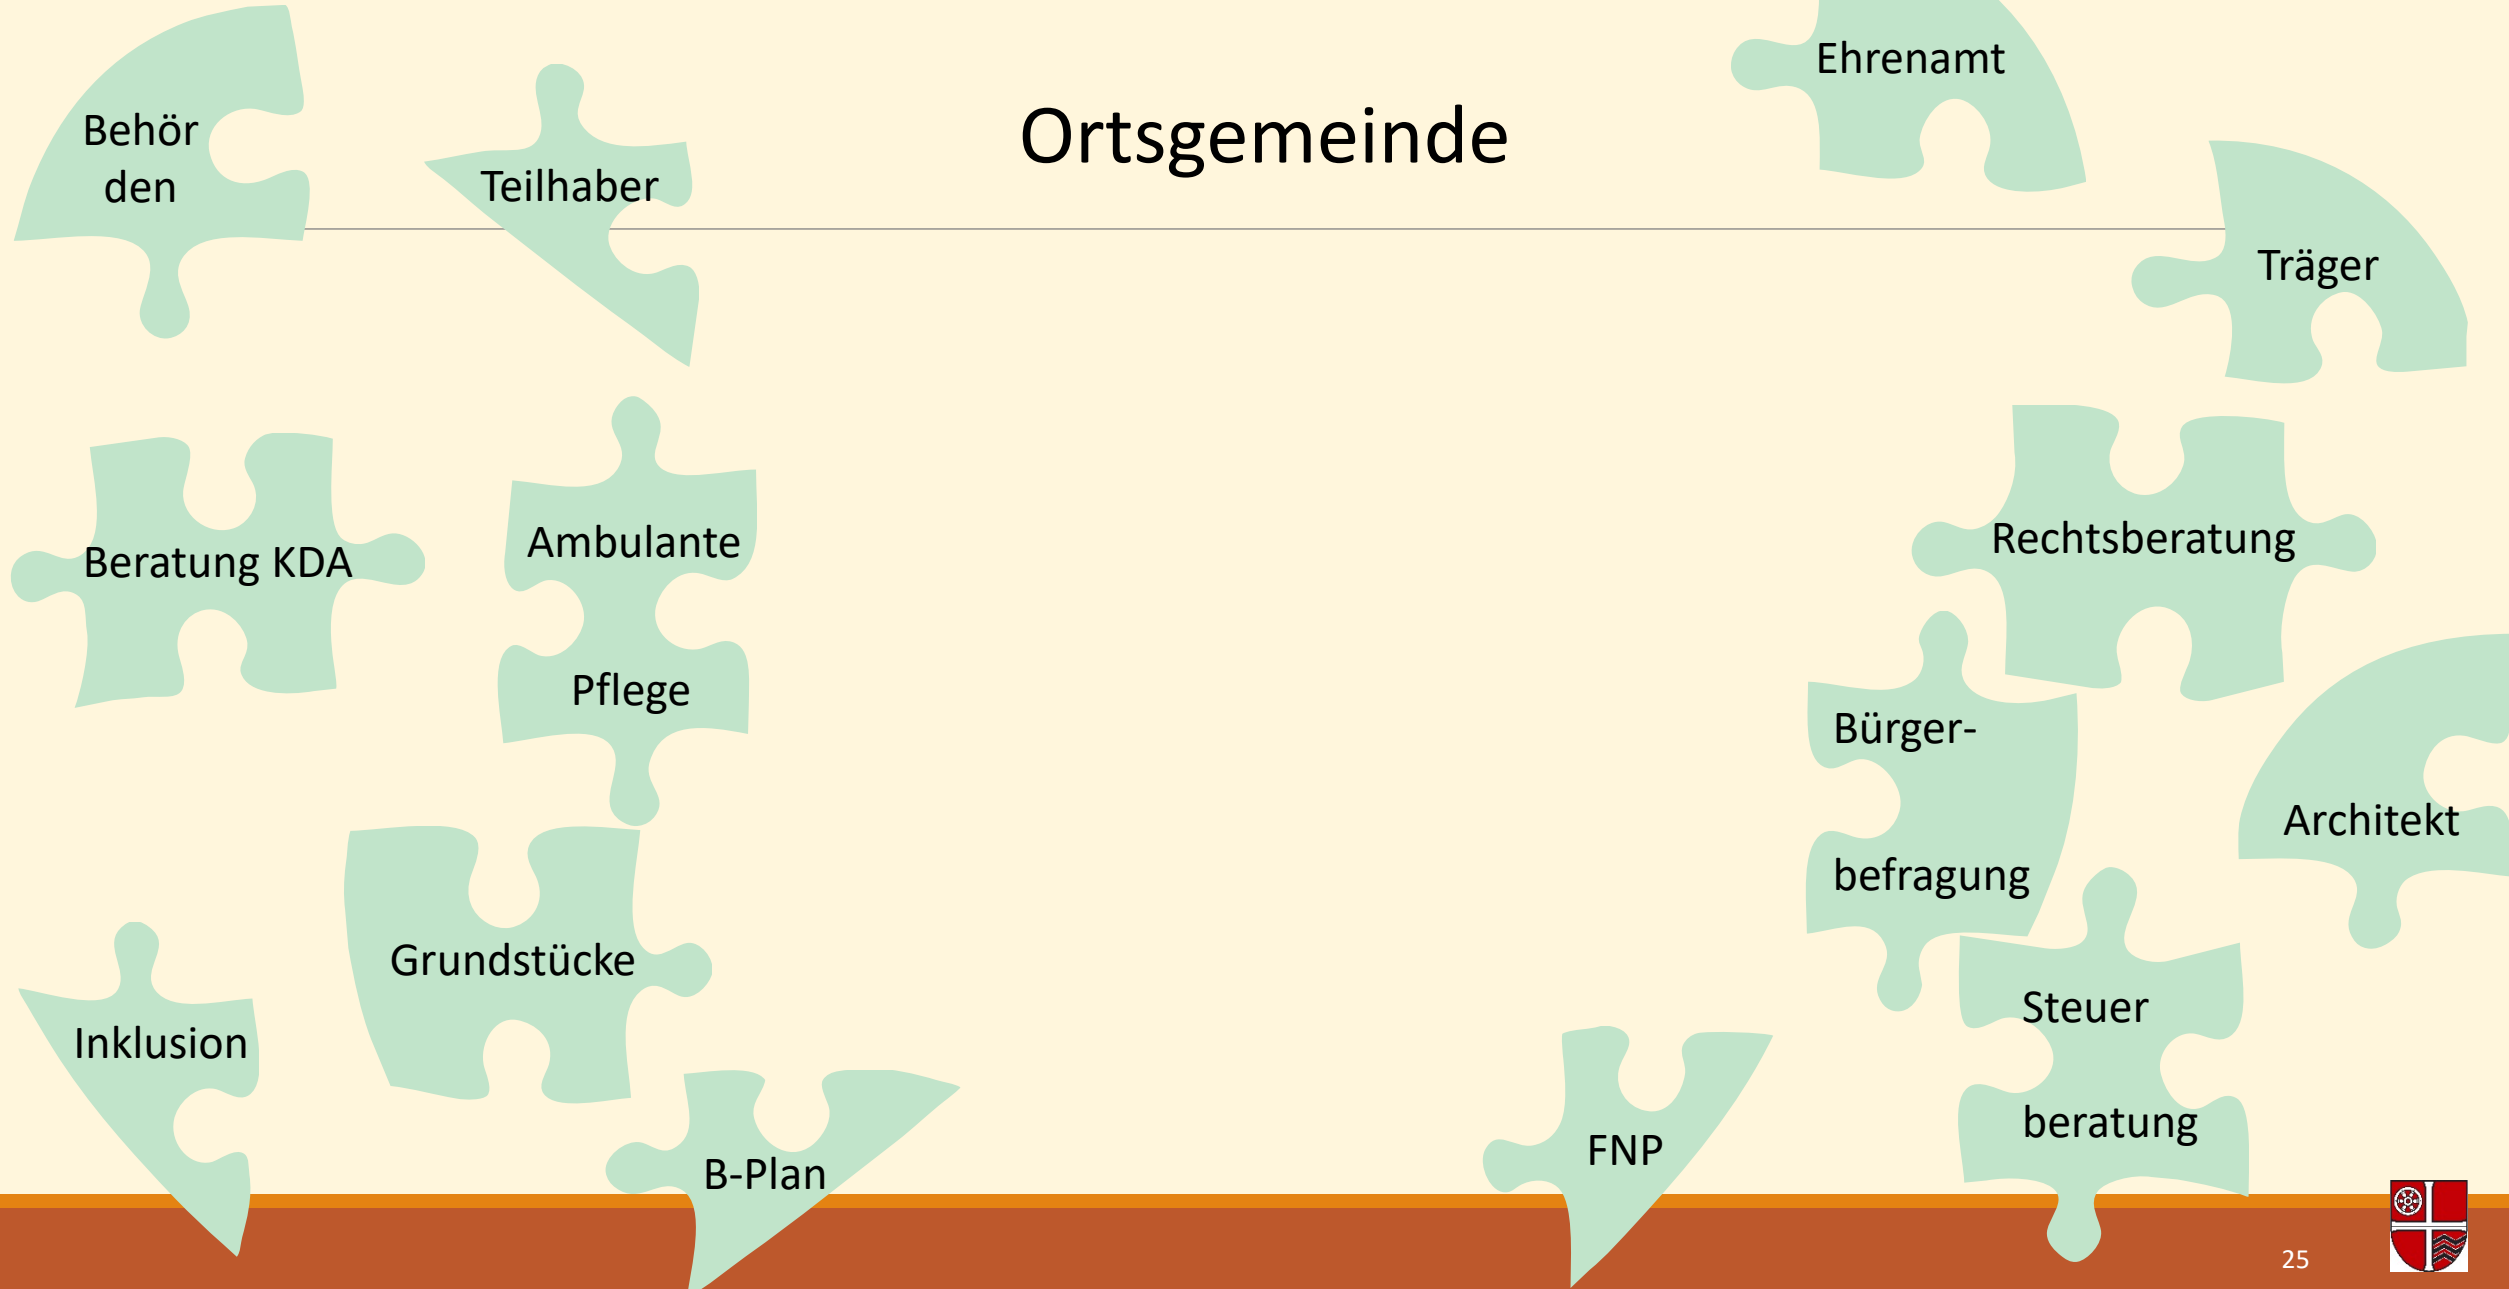 Ortsgemeinde
Behör
den
Teilhaber
Ehrenamt
Träger
Beratung KDA
Ambulante
Pflege
Rechtsberatung
Bürger-
befragung
Architekt
Grundstücke
Inklusion
B-Plan
FNP
Steuer
beratung
25